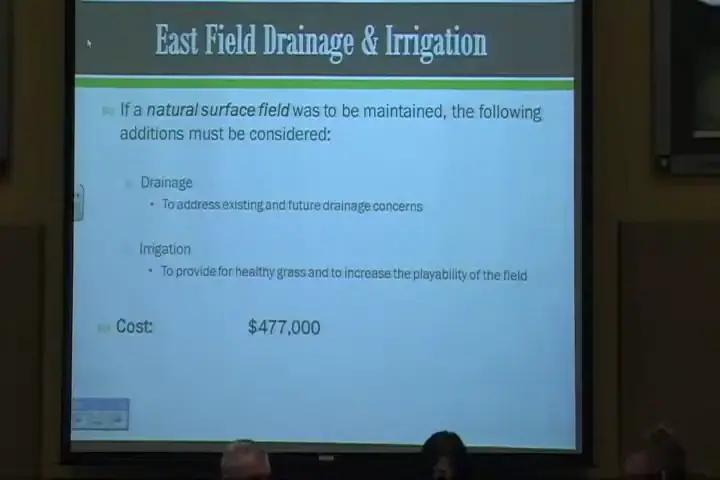 East Field Drainage & Irrigation
If a natural surface field was to be maintained, the following
additions must be considered:
Drainage
• To address existing and future drainage concerns
Irrigation
• To provide for healthy grass and to increase the playability of the field
Cost: $477,000